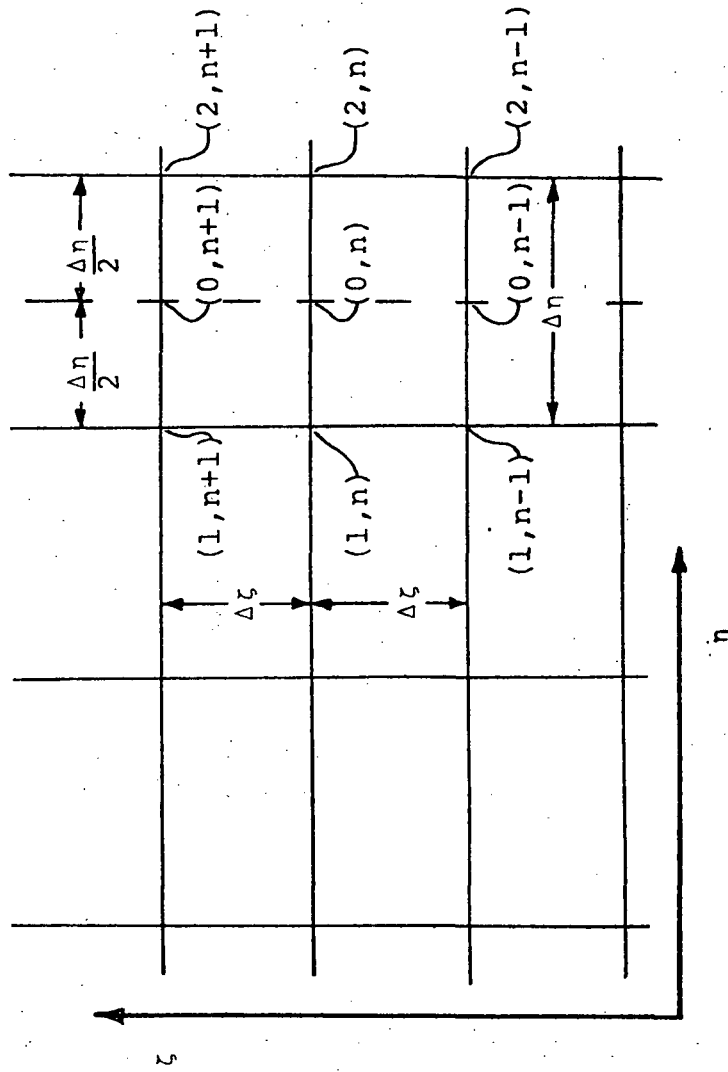 Δη/2
Δη/2
ζ
(1,n+1)
(0,n+1)
(2,n+1)
Δζ
(1,n)
(0,n)
(2,n)
Δζ
(1,n-1)
(0,n-1)
(2,n-1)
Δη
η